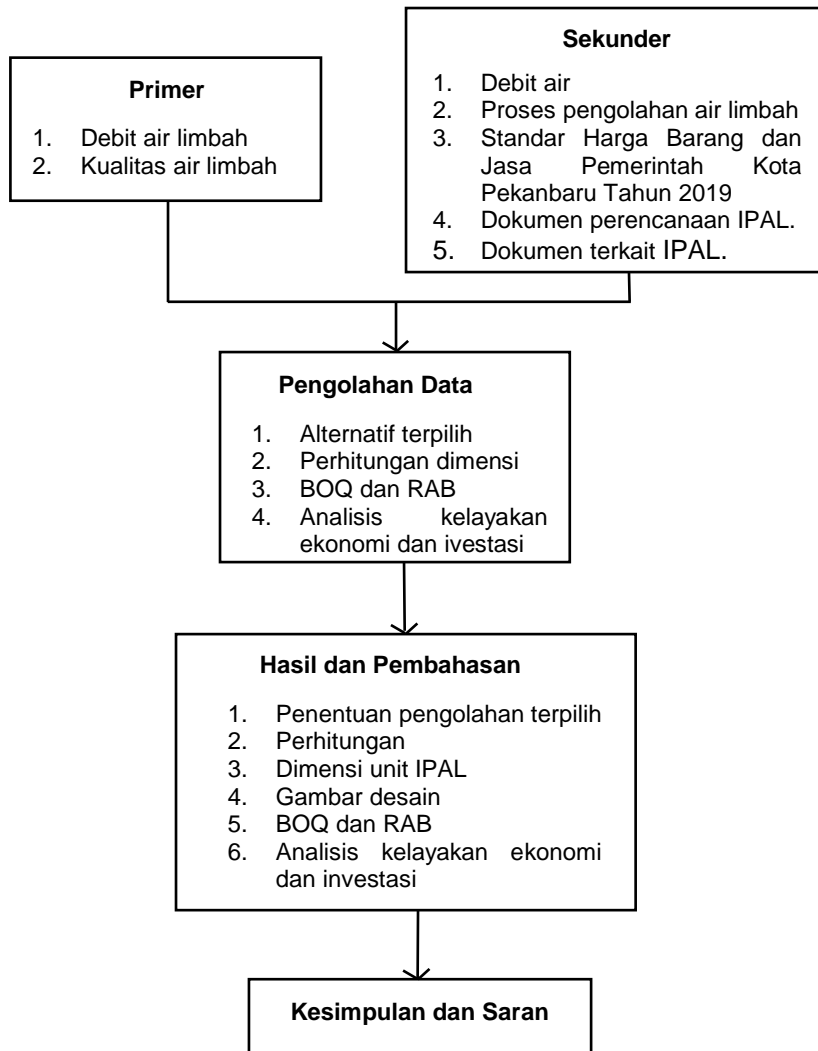 Primer
1. Debit air limbah
2. Kualitas air limbah
Sekunder
1. Debit air
2. Proses pengolahan air limbah
3. Standar Harga Barang dan
Jasa Pemerintah Kota
Pekanbaru Tahun 2019
4. Dokumen perencanaan IPAL.
5. Dokumen terkait IPAL.
Pengolahan Data
1. Alternatif terpilih
2. Perhitungan dimensi
3. BOQ dan RAB
4. Analisis kelayakan
ekonomi dan ivestasi
Hasil dan Pembahasan
1. Penentuan pengolahan terpilih
2. Perhitungan
3. Dimensi unit IPAL
4. Gambar desain
5. BOQ dan RAB
6. Analisis kelayakan ekonomi
dan investasi
Kesimpulan dan Saran